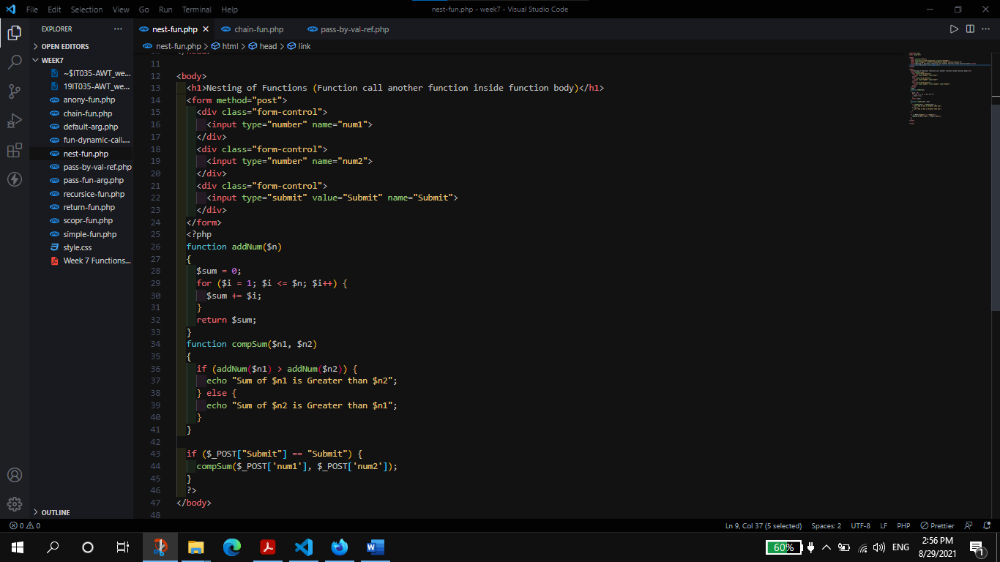 File Edit Selection View Go Run Terminal Help
nest-fun.php - week7 - Visual Studio Code
EXPLORER
nest-fun.php
chain-fun.php
pass-by-val-ref.php
OPEN EDITORS
WEEK7
~$IT035-AWT_we...
19IT035-AWT_we...
anony-fun.php
chain-fun.php
default-arg.php
fun-dynamic-call....
nest-fun.php
pass-by-val-ref.php
pass-fun-arg.php
recursice-fun.php
return-fun.php
scopr-fun.php
simple-fun.php
style.css
Week 7 Functions...
OUTLINE
nest-fun.php > html > head > link
10 </head>
11
12 <body>
13 <h1>Nesting of Functions (Function call another function inside function body)</h1>
14 <form method="post">
15 <div class="form-control">
16 <input type="number" name="num1">
17 </div>
18 <div class="form-control">
19 <input type="number" name="num2">
20 </div>
21 <div class="form-control">
22 <input type="submit" value="Submit" name="Submit">
23 </div>
24 </form>
25 <?php
26 function addNum($n)
27 {
28 $sum = 0;
29 for ($i = 1; $i <= $n; $i++) {
30 $sum += $i;
31 }
32 return $sum;
33 }
34 function compSum($n1, $n2)
35 {
36 if (addNum($n1) > addNum($n2)) {
37 echo "Sum of $n1 is Greater than $n2";
38 } else {
39 echo "Sum of $n2 is Greater than $n1";
40 }
41 }
42
43 if ($_POST["Submit"] == "Submit") {
44 compSum($_POST['num1'], $_POST['num2']);
45 }
46 ?>
47 </body>
48
0 0
Ln 9, Col 37 (5 selected) Spaces: 2 UTF-8 LF PHP Prettier
60% ENG
2:56 PM
8/29/2021
1